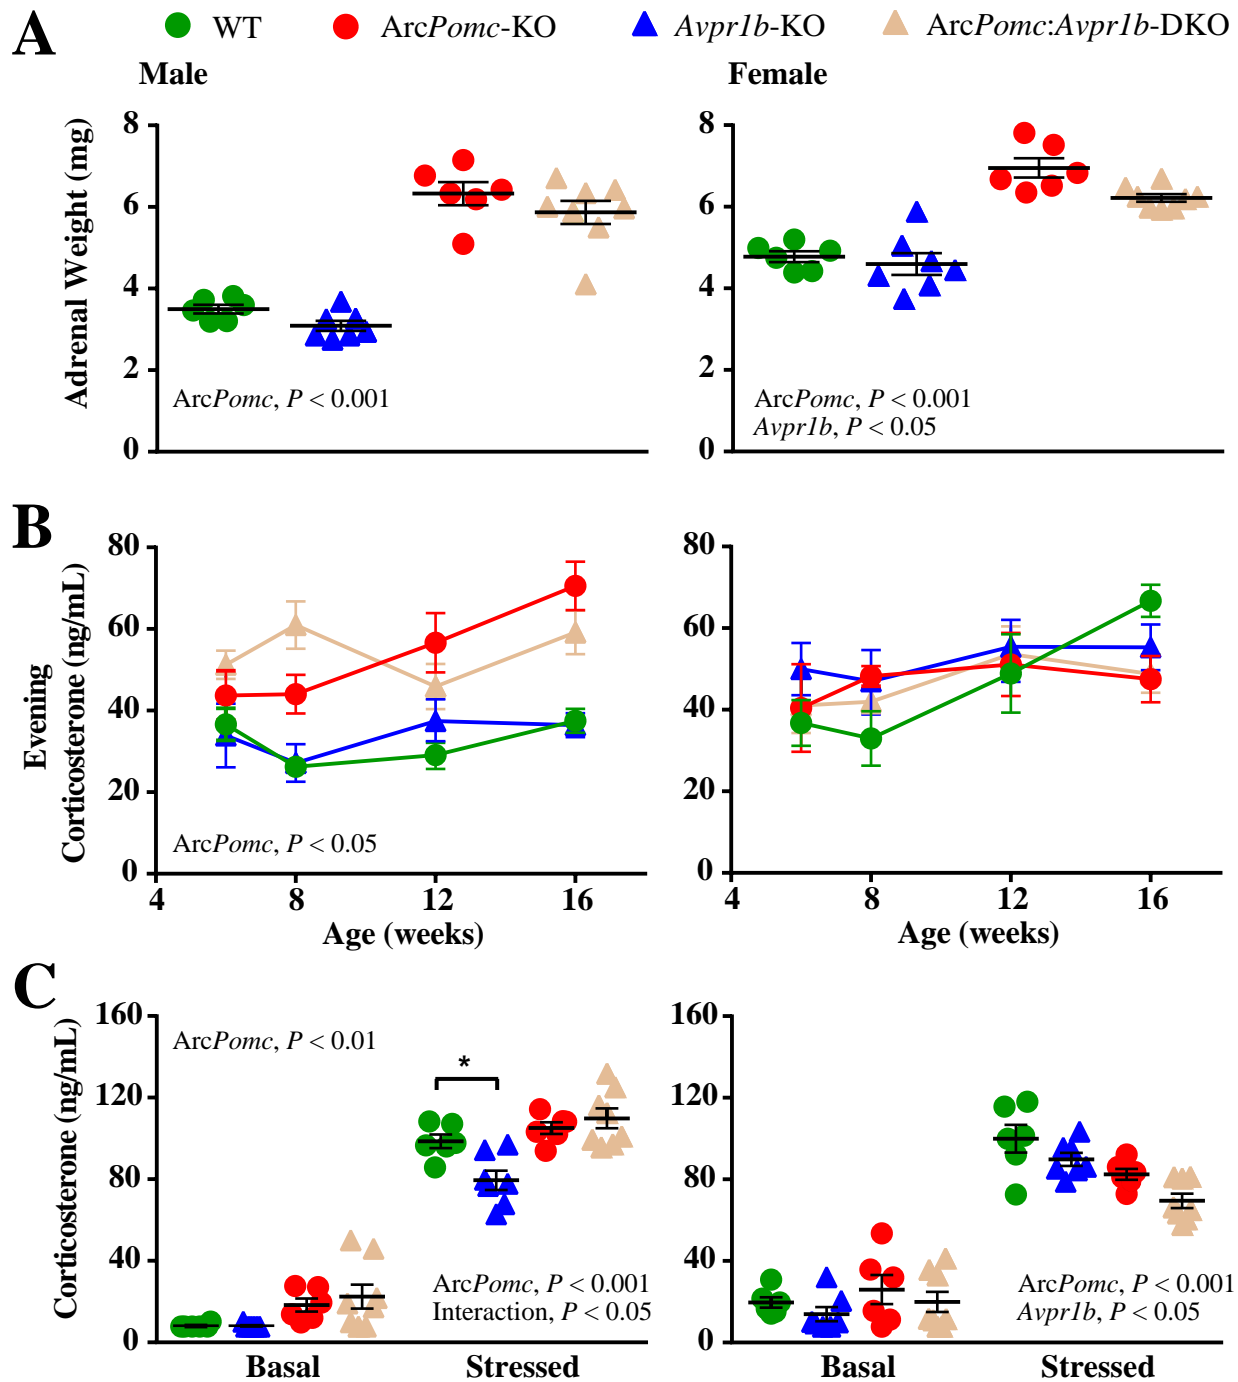 A
WT
ArcPomc-KO
Avpr1b-KO
ArcPomc:Avpr1b-DKO
Male
Female
Adrenal Weight (mg)
8
6
4
2
0
ArcPomc, P < 0.001
8
6
4
2
0
ArcPomc, P < 0.001
Avpr1b, P < 0.05
B
Evening
Corticosterone (ng/mL)
80
60
40
20
0
ArcPomc, P < 0.05
4
8
12
16
Age (weeks)
80
60
40
20
0
4
8
12
16
Age (weeks)
C
Corticosterone (ng/mL)
160
120
80
40
0
ArcPomc, P < 0.01
*
ArcPomc, P < 0.001
Interaction, P < 0.05
Basal
Stressed
160
120
80
40
0
ArcPomc, P < 0.001
Avpr1b, P < 0.05
Basal
Stressed